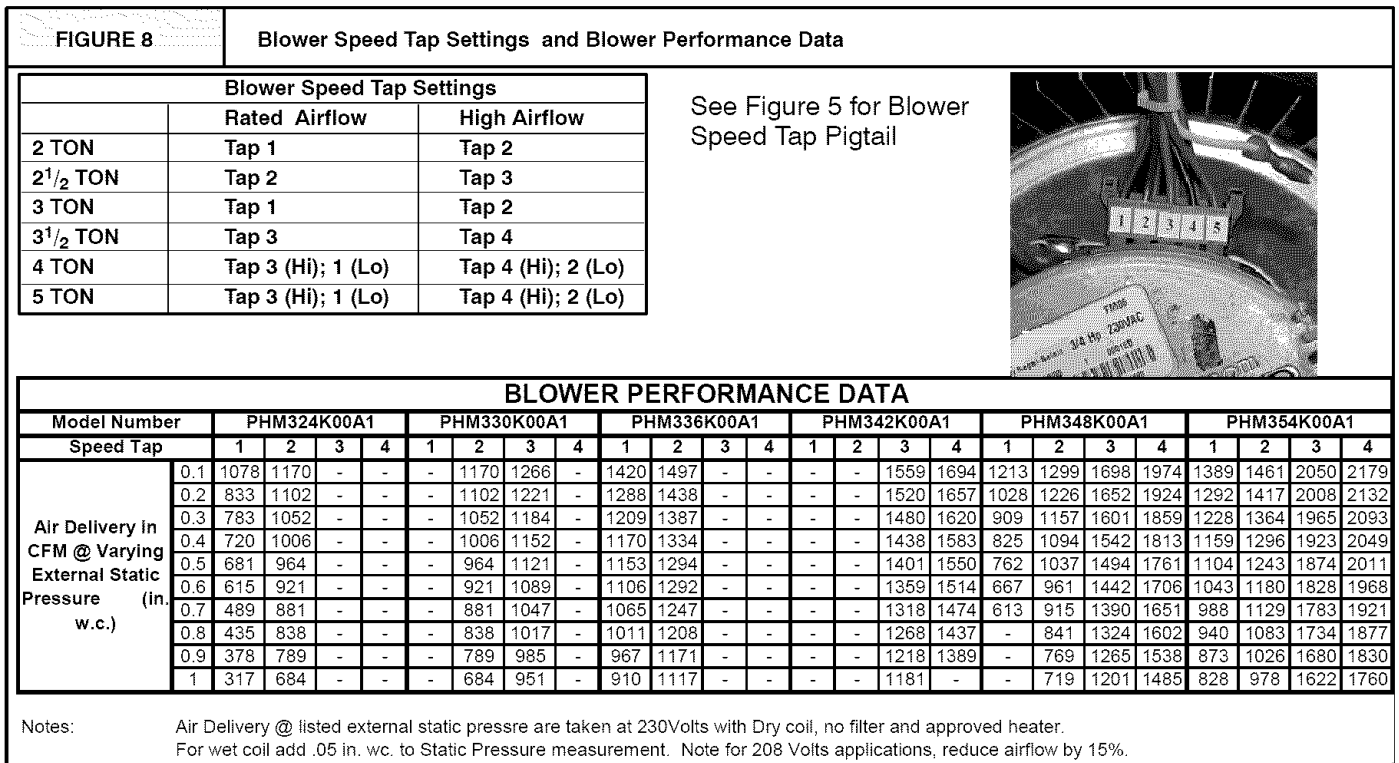 FIGURE 8 Blower Speed Tap Settings and Blower Performance Data
Blower Speed Tap Settings
Rated Airflow High Airflow
2 TON Tap 1 Tap 2
2 1/2 TON Tap 2 Tap 3
3 TON Tap 1 Tap 2
3 1/2 TON Tap 3 Tap 4
4 TON Tap 3 (Hi); 1 (Lo) Tap 4 (Hi); 2 (Lo)
5 TON Tap 3 (Hi); 1 (Lo) Tap 4 (Hi); 2 (Lo)
See Figure 5 for Blower
Speed Tap Pigtail
1 2 3 4 5
3/4 Hp 230VAC
BLOWER PERFORMANCE DATA
Model Number PHM324K00A1 PHM330K00A1 PHM336K00A1 PHM342K00A1 PHM348K00A1 PHM354K00A1
Speed Tap 1 2 3 4 1 2 3 4 1 2 3 4 1 2 3 4 1 2 3 4 1 2 3 4
Air Delivery in
CFM @ Varying
External Static
Pressure (in.
w.c.)
0.1 1078 1170 - - - 1170 1266 - 1420 1497 - - - - 1559 1694 1213 1299 1698 1974 1389 1461 2050 2179
0.2 833 1102 - - - 1102 1221 - 1288 1438 - - - - 1520 1657 1028 1226 1652 1924 1292 1417 2008 2132
0.3 783 1052 - - - 1052 1184 - 1209 1387 - - - - 1480 1620 909 1157 1601 1859 1228 1364 1965 2093
0.4 720 1006 - - - 1006 1152 - 1170 1334 - - - - 1438 1583 825 1094 1542 1813 1159 1296 1923 2049
0.5 681 964 - - - 964 1121 - 1153 1294 - - - - 1401 1550 762 1037 1494 1761 1104 1243 1874 2011
0.6 615 921 - - - 921 1089 - 1106 1292 - - - - 1359 1514 667 961 1442 1706 1043 1180 1828 1968
0.7 489 881 - - - 881 1047 - 1065 1247 - - - - 1318 1474 613 915 1390 1651 988 1129 1783 1921
0.8 435 838 - - - 838 1017 - 1011 1208 - - - - 1268 1437 - 841 1324 1602 940 1083 1734 1877
0.9 378 789 - - - 789 985 - 967 1171 - - - - 1218 1389 - 769 1265 1538 873 1026 1680 1830
1 317 684 - - - 684 951 - 910 1117 - - - - 1181 - - 719 1201 1485 828 978 1622 1760
Notes: Air Delivery @ listed external static pressre are taken at 230Volts with Dry coil, no filter and approved heater.
For wet coil add .05 in. wc. to Static Pressure measurement. Note for 208 Volts applications, reduce airflow by 15%.